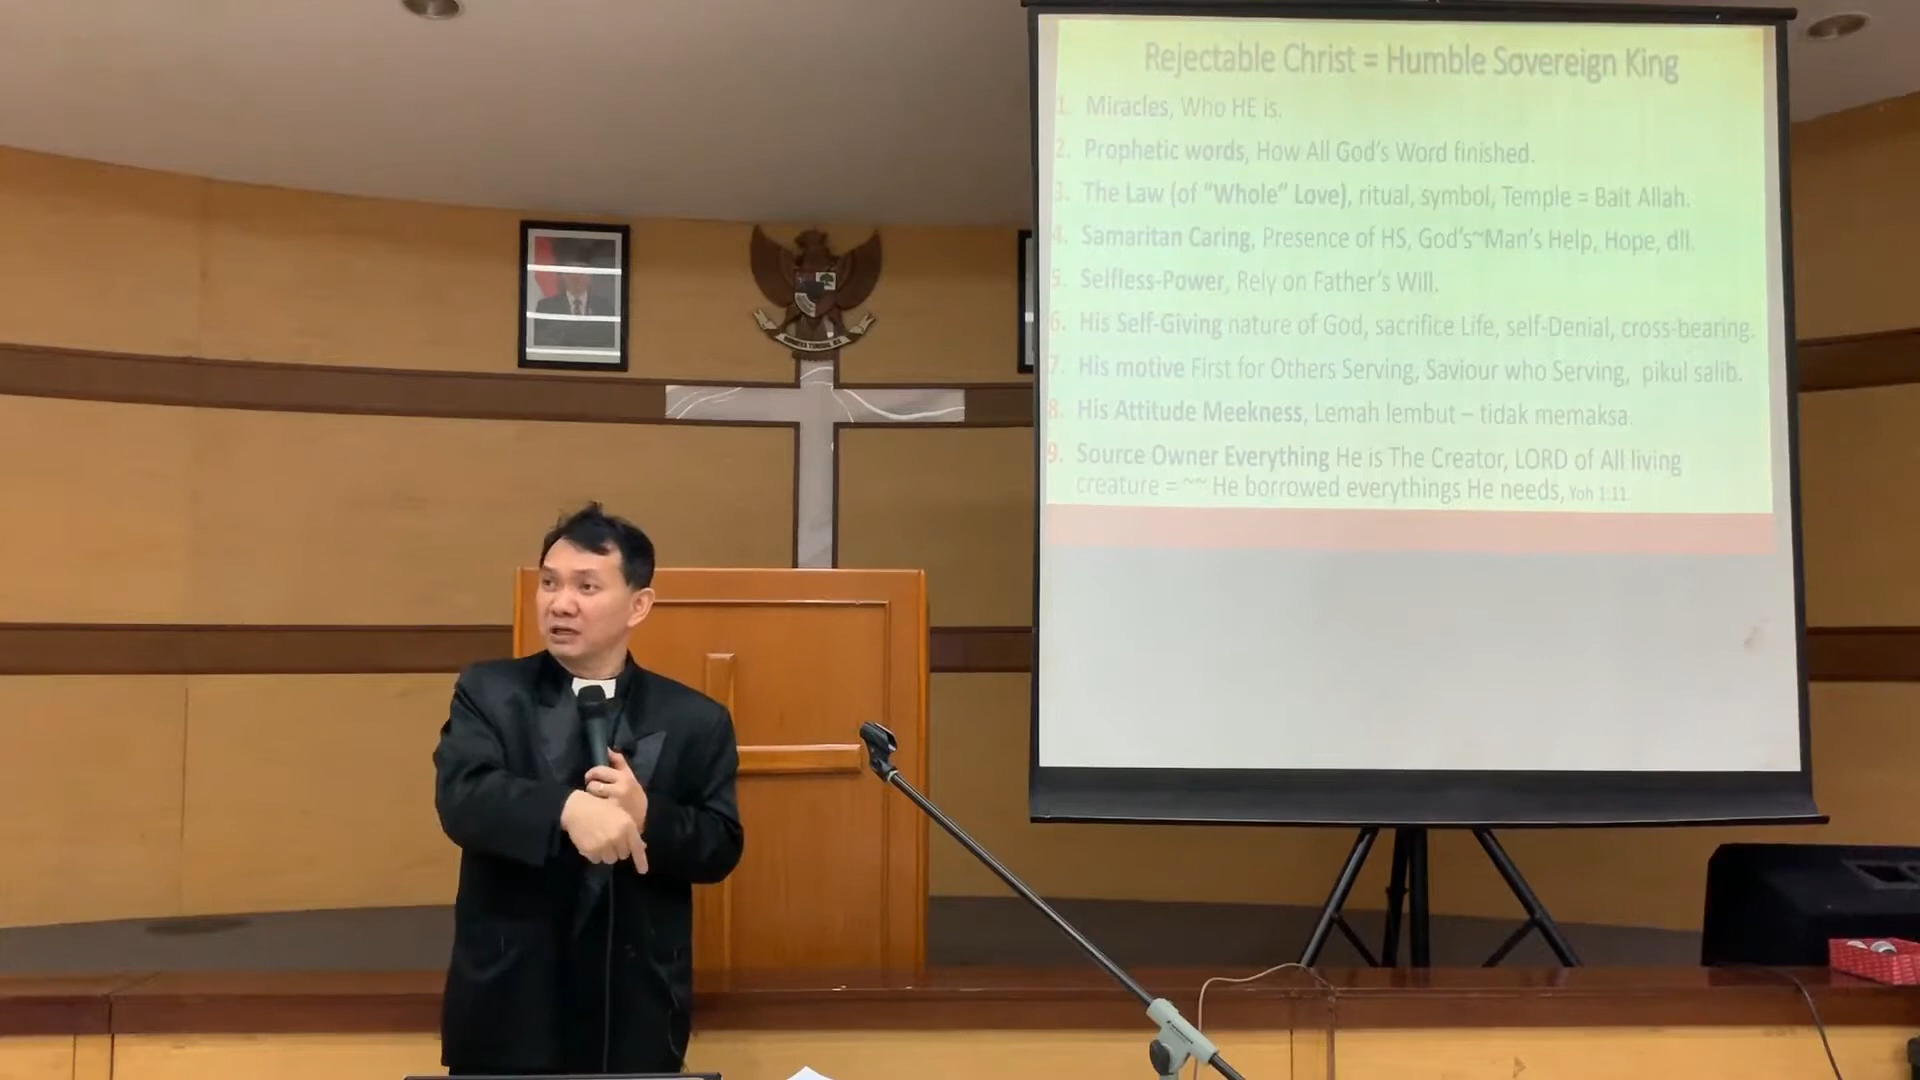 Rejectable Christ = Humble Sovereign King
1. Miracles, Who HE is.
2. Prophetic words, How All God's Word finished.
3. The Law (of "Whole" Love), ritual, symbol, Temple = Bait Allah.
4. Samaritan Caring, Presence of HS, God's~Man's Help, Hope, dll.
5. Selfless-Power, Rely on Father's Will.
6. His Self-Giving nature of God, sacrifice Life, self-Denial, cross-bearing.
7. His motive First for Others Serving, Saviour who Serving, pikul salib.
8. His Attitude Meekness, Lemah lembut – tidak memaksa.
9. Source Owner Everything He is The Creator, LORD of All living
creature = ~~ He borrowed everythings He needs, Yoh 1:11.